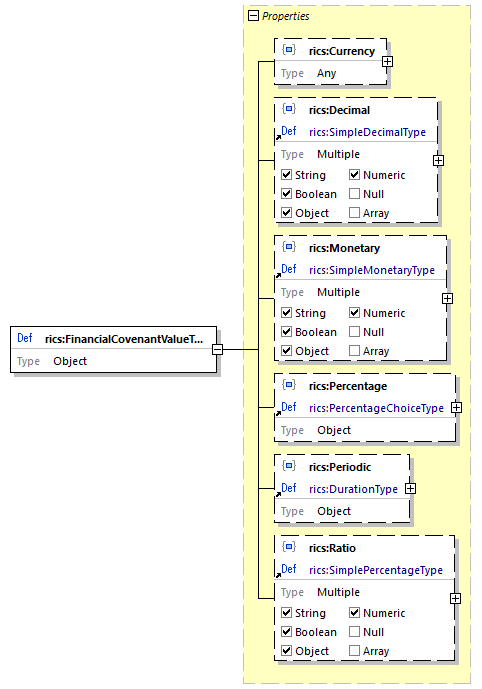 Properties
rics:Currency
Type Any
rics:Decimal
Def rics:SimpleDecimalType
Type Multiple
String Numeric
Boolean Null
Object Array
rics:Monetary
Def rics:SimpleMonetaryType
Type Multiple
String Numeric
Boolean Null
Object Array
Def rics:FinancialCovenantValueT...
Type Object
rics:Percentage
Def rics:PercentageChoiceType
Type Object
rics:Periodic
Def rics:DurationType
Type Object
rics:Ratio
Def rics:SimplePercentageType
Type Multiple
String Numeric
Boolean Null
Object Array